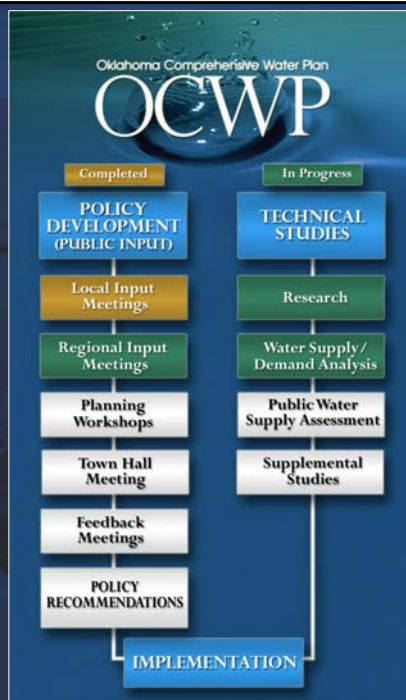 Oklahoma Comprehensive Water Plan
OCWP
Completed
In Progress
POLICY
DEVELOPMENT
(PUBLIC INPUT)
TECHNICAL
STUDIES
Local Input
Meetings
Research
Regional Input
Meetings
Water Supply/
Demand Analysis
Planning
Workshops
Public Water
Supply Assessment
Town Hall
Meeting
Supplemental
Studies
Feedback
Meetings
POLICY
RECOMMENDATIONS
IMPLEMENTATION